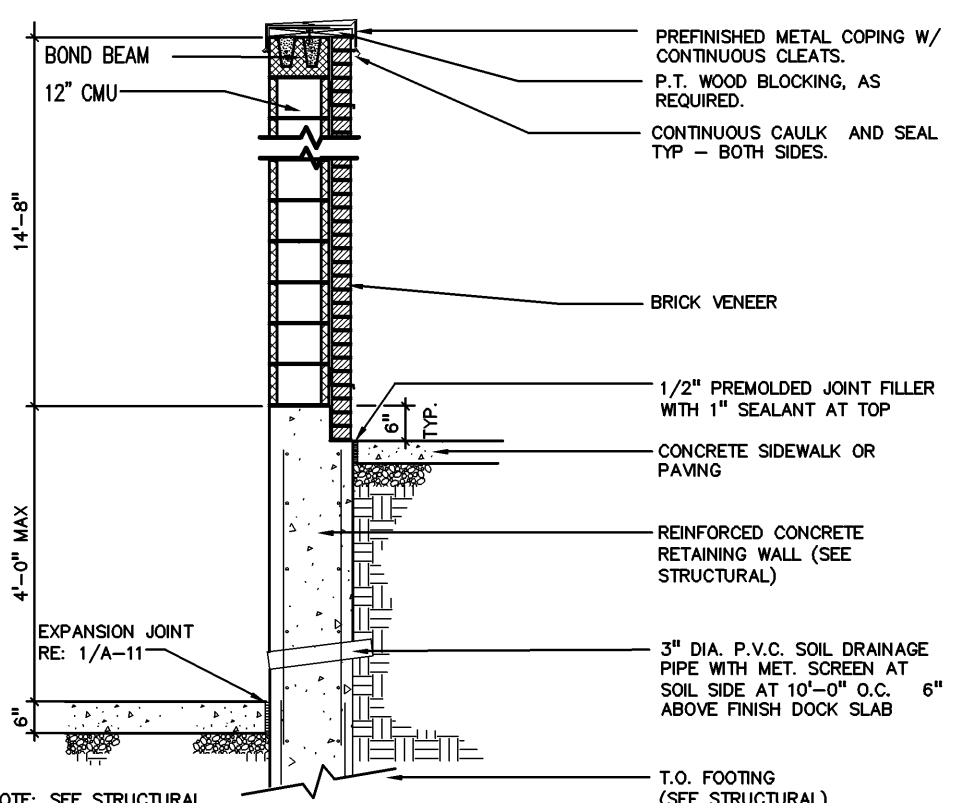 BOND BEAM
12" CMU
14'-8"
4'-0" MAX
EXPANSION JOINT
RE: 1/A-11
6"
6"
TYP.
PREFINISHED METAL COPING W/
CONTINUOUS CLEATS.
P.T. WOOD BLOCKING, AS
REQUIRED.
CONTINUOUS CAULK AND SEAL
TYP – BOTH SIDES.
BRICK VENEER
1/2" PREMOLDED JOINT FILLER
WITH 1" SEALANT AT TOP
CONCRETE SIDEWALK OR
PAVING
REINFORCED CONCRETE
RETAINING WALL (SEE
STRUCTURAL)
3" DIA. P.V.C. SOIL DRAINAGE
PIPE WITH MET. SCREEN AT
SOIL SIDE AT 10'-0" O.C. 6"
ABOVE FINISH DOCK SLAB
T.O. FOOTING
(SEE STRUCTURAL)
OTE: SEE STRUCTURAL